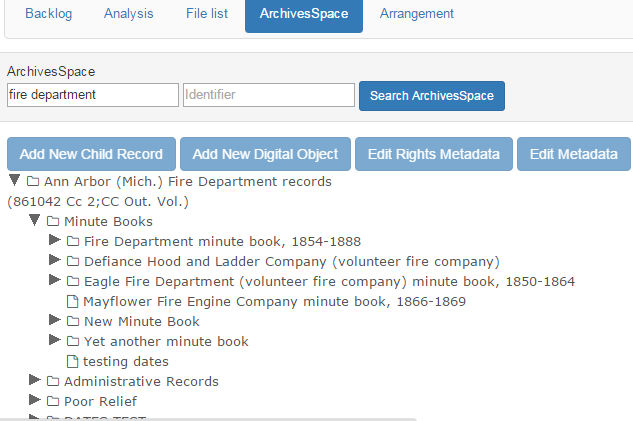 Backlog Analysis File list ArchivesSpace Arrangement
ArchivesSpace
fire department Identifier Search ArchivesSpace
Add New Child Record Add New Digital Object Edit Rights Metadata Edit Metadata
Ann Arbor (Mich.) Fire Department records
(861042 Cc 2;CC Out. Vol.)
Minute Books
Fire Department minute book, 1854-1888
Defiance Hood and Ladder Company (volunteer fire company)
Eagle Fire Department (volunteer fire company) minute book, 1850-1864
Mayflower Fire Engine Company minute book, 1866-1869
New Minute Book
Yet another minute book
testing dates
Administrative Records
Poor Relief
DATES TEST